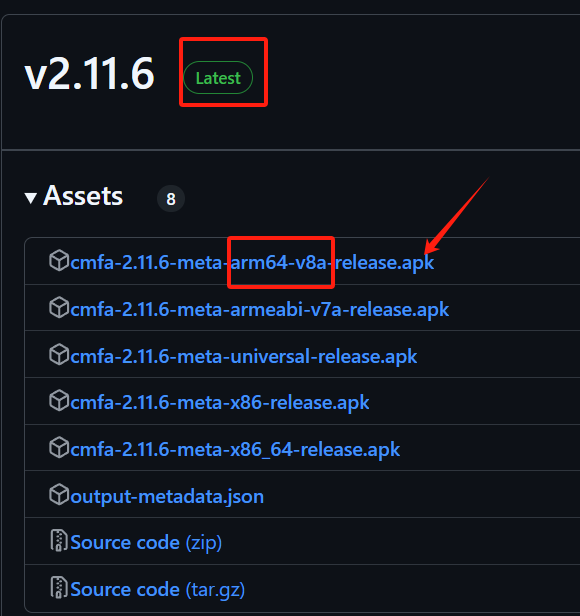 v2.11.6 Latest
Assets 8
cmfa-2.11.6-meta-arm64-v8a-release.apk
cmfa-2.11.6-meta-armeabi-v7a-release.apk
cmfa-2.11.6-meta-universal-release.apk
cmfa-2.11.6-meta-x86-release.apk
cmfa-2.11.6-meta-x86_64-release.apk
output-metadata.json
Source code (zip)
Source code (tar.gz)